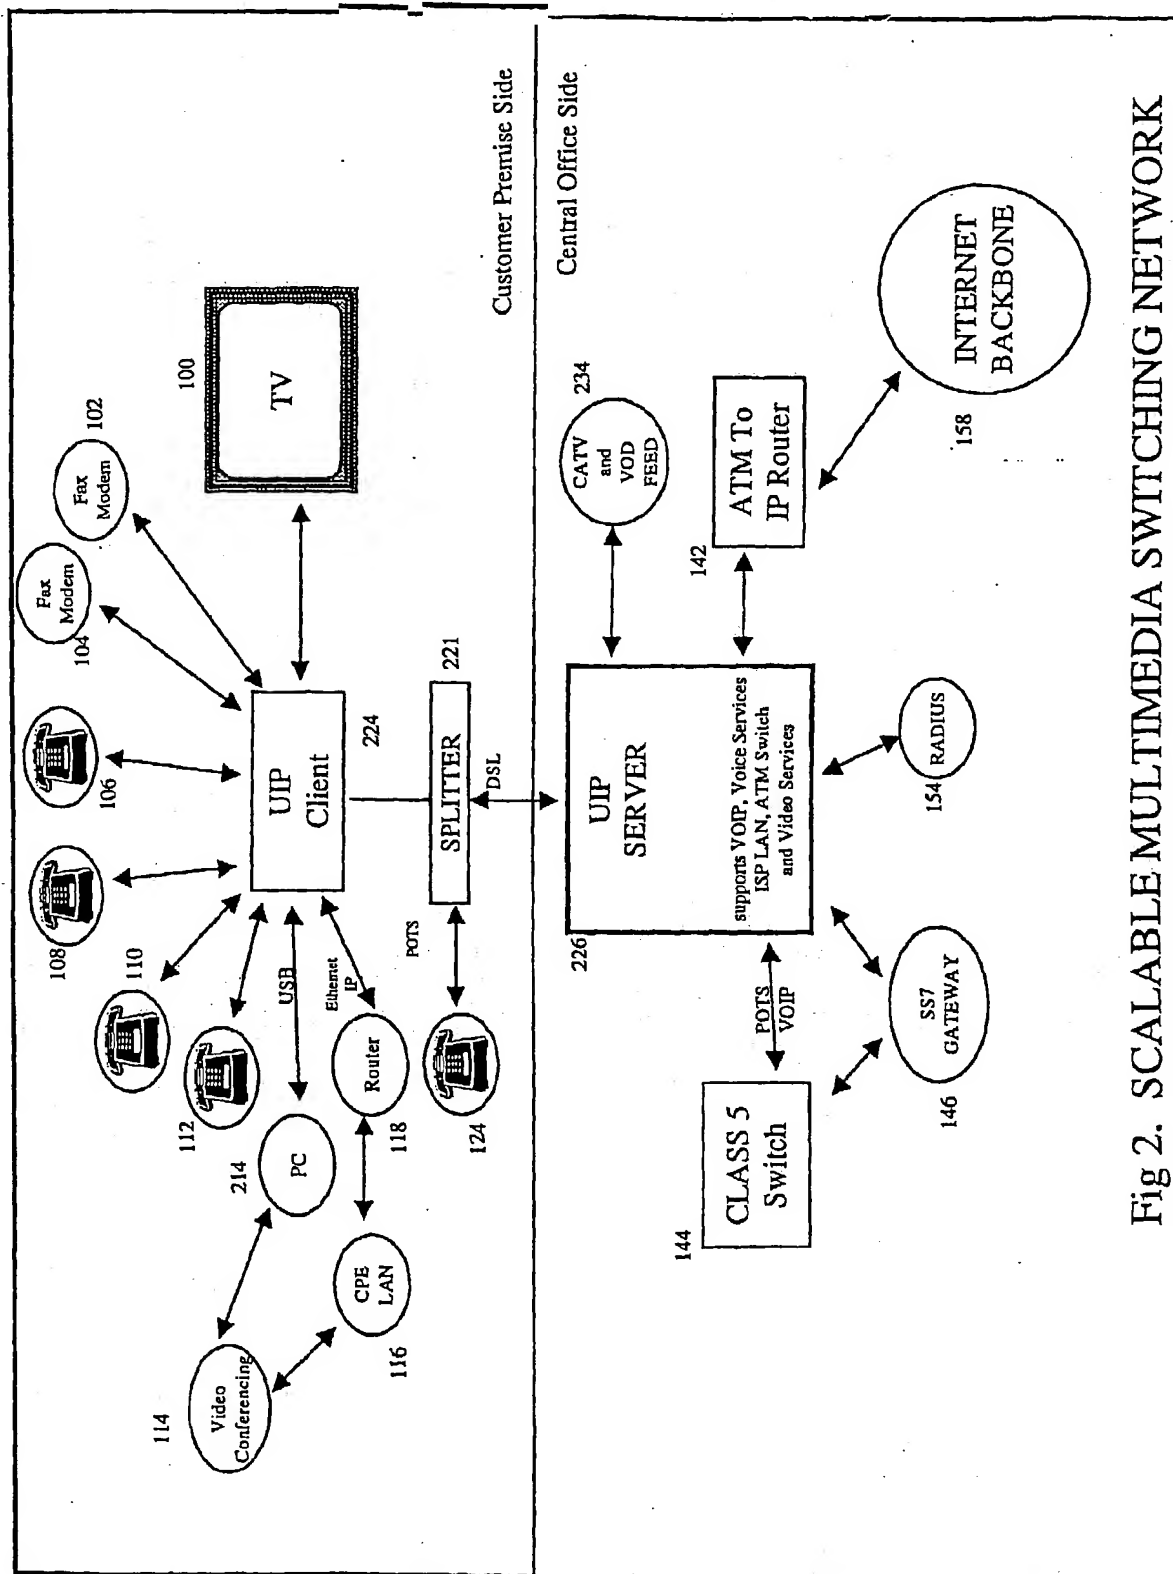 114
Video
Conferencing
116
CPE
LAN
214
PC
118
Router
112
110
108
106
104
Fax
Modem
102
Fax
Modem
100
TV
USB
Ethernet
IP
UIP
Client
224
124
POTS
SPLITTER
221
DSL
Customer Premise Side
Central Office Side
226
UIP
SERVER
supports VOIP, Voice Services
ISP LAN, ATM Switch
and Video Services
234
CATV
and
VOD
FEED
142
ATM To
IP Router
158
INTERNET
BACKBONE
144
CLASS 5
Switch
POTS
VOIP
146
SS7
GATEWAY
154
RADIUS
Fig 2. SCALABLE MULTIMEDIA SWITCHING NETWORK